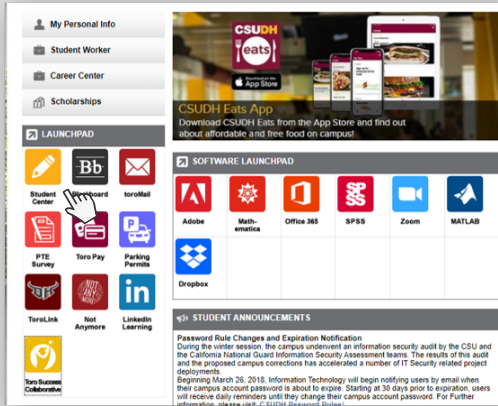 My Personal Info
Student Worker
Career Center
Scholarships
LAUNCHPAD
Student
Center
Bb
toroMail
PTE
Survey
Toro Pay
Parking
Permits
ToroLink
NOT
ANY
MORE
Not
Anymore
in
LinkedIn
Learning
Toro Success
Collaborative
CSUDH
eats
Download on the
App Store
CSUDH Eats App
Download CSUDH Eats from the App Store and find out
about affordable and free food on campus!
SOFTWARE LAUNCHPAD
Adobe
Math-
ematica
Office 365
SPSS
SPSS
Zoom
MATLAB
Dropbox
STUDENT ANNOUNCEMENTS
Password Rule Changes and Expiration Notification
During the winter session, the campus underwent an information security audit by the CSU and
the California National Guard Information Security Assessment teams. The results of this audit
and the proposed campus corrections has accelerated a number of IT Security related project
deployments.
Beginning March 26, 2018, Information Technology will begin notifying users by email when
their campus account password is about to expire. Starting at 30 days prior to expiration, users
will receive daily reminders until they change their campus account password. For Further
information, please visit: CSUDH Password Rules!